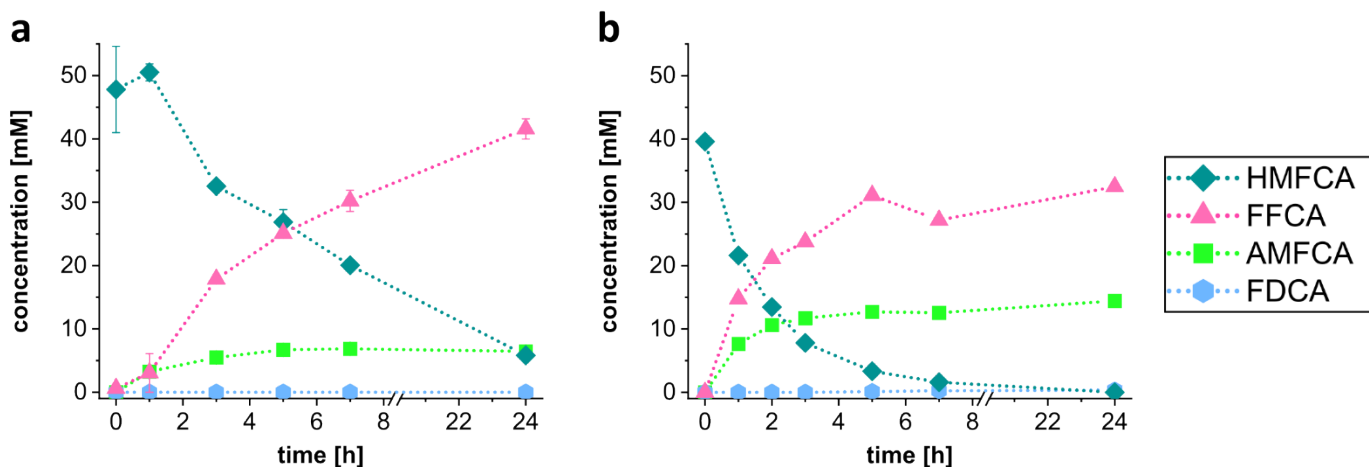 a
concentration [mM]
50
40
30
20
10
0
0 2 4 6 8 22 24
time [h]
b
concentration [mM]
50
40
30
20
10
0
0 2 4 6 8 22 24
time [h]
HMFCA
FFCA
AMFCA
FDCA